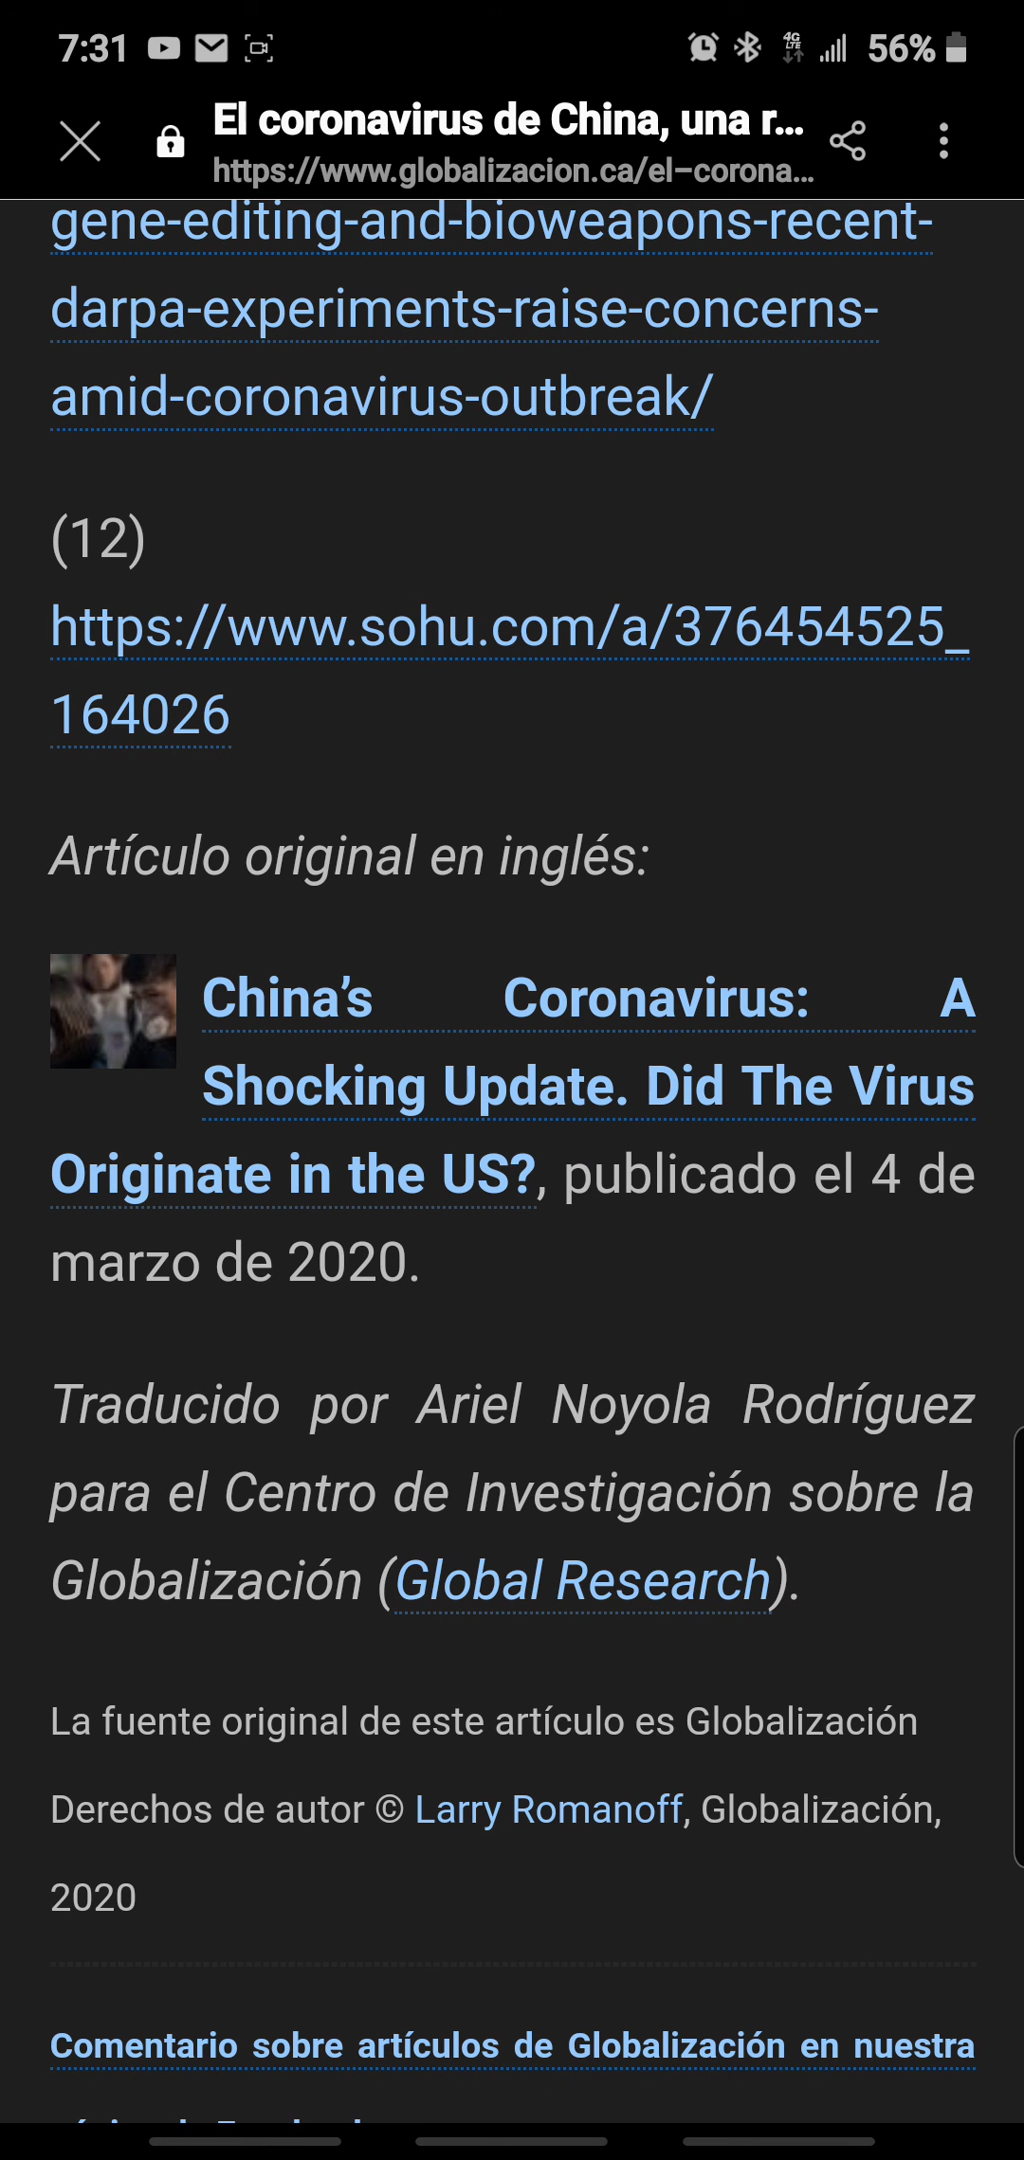 7:31
4G LTE 56%
El coronavirus de China, una r...
https://www.globalizacion.ca/el-corona...
gene-editing-and-bioweapons-recent-
darpa-experiments-raise-concerns-
amid-coronavirus-outbreak/
(12)
https://www.sohu.com/a/376454525_
164026
Artículo original en inglés:
China’s Coronavirus: A
Shocking Update. Did The Virus
Originate in the US?, publicado el 4 de
marzo de 2020.
Traducido por Ariel Noyola Rodríguez
para el Centro de Investigación sobre la
Globalización (Global Research).
La fuente original de este artículo es Globalización
Derechos de autor © Larry Romanoff, Globalización,
2020
Comentario sobre artículos de Globalización en nuestra